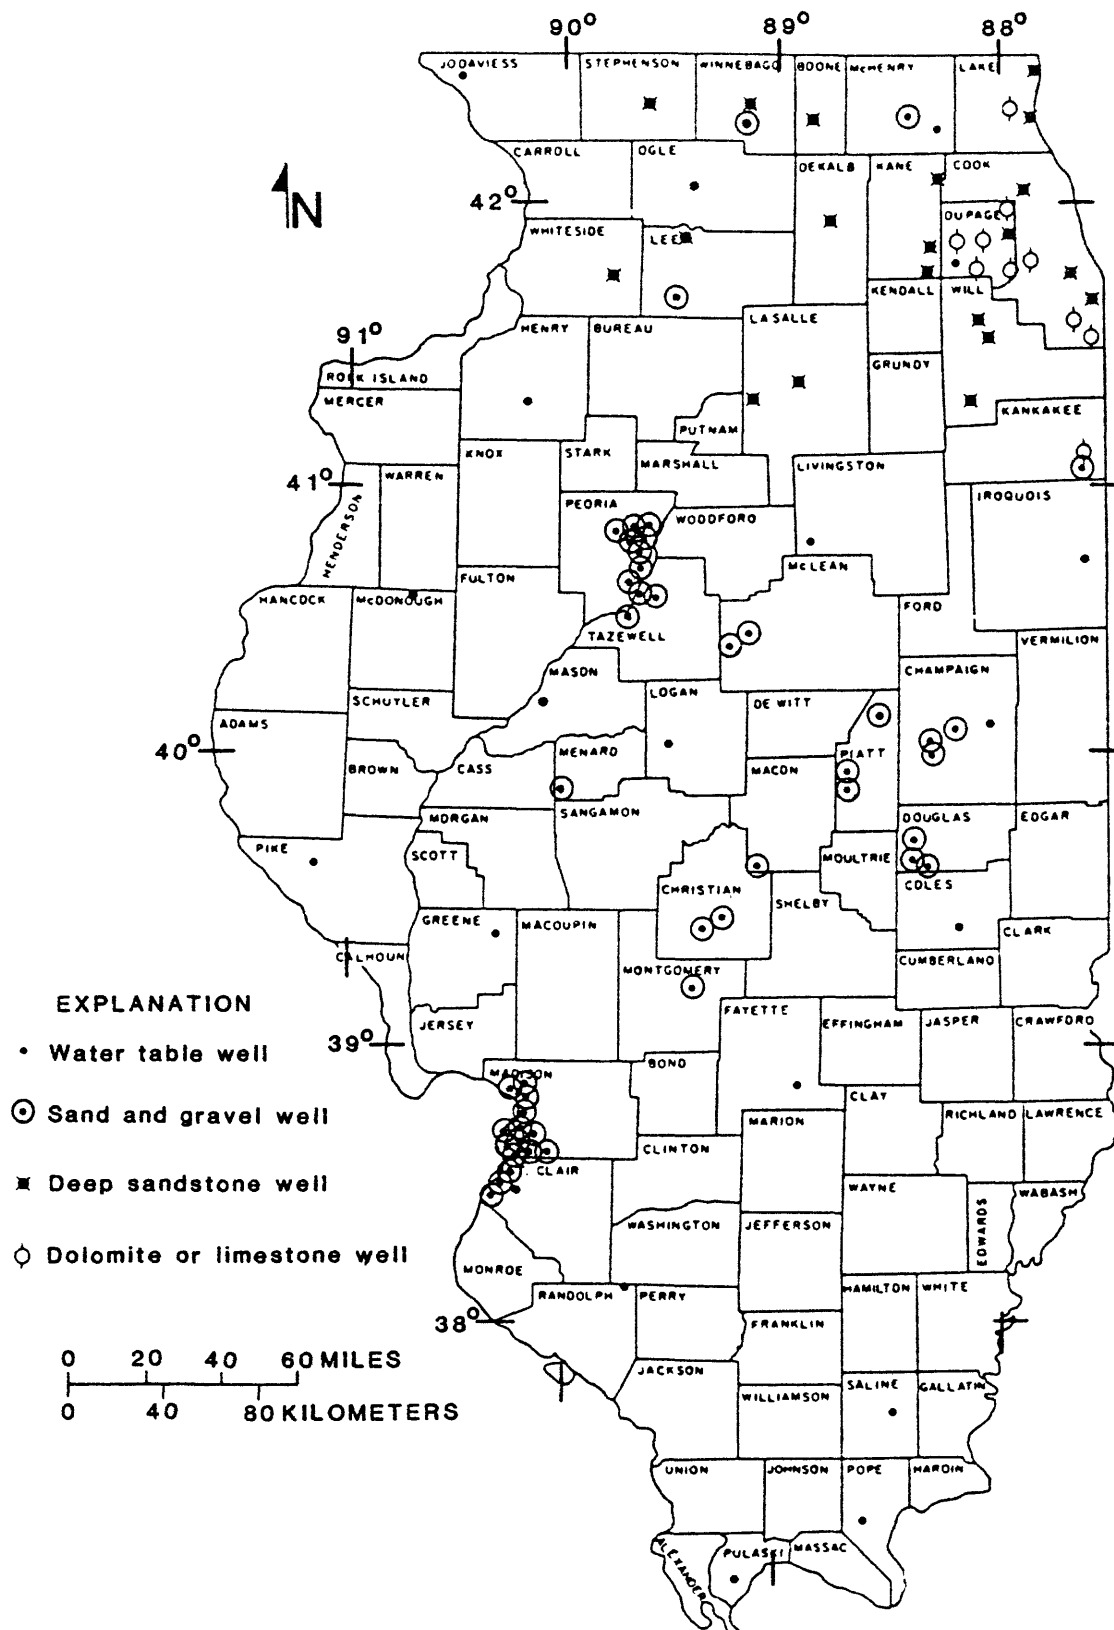 90° 89° 88°
JODAVIESS STEPHENSON WINNEBAGO BOONE McHENRY LAKE
CARROLL OGLE DEKALB KANE COOK
N
42°
DUPAGE
WHITESIDE LEE
KENDALL WILL
HENRY BUREAU LASALLE
91°
ROCK ISLAND GRUNDY
MERCER KANKAKEE
PUTNAM
KNOX STARK MARSHALL LIVINGSTON
41° WARREN
PEORIA WOODFORD IROQUOIS
HENDERSON
McLEAN
FULTON
HANCOCK McDONOUGH FORD
TAZEWELL VERMILION
MASON CHAMPAIGN
SCHUYLER LOGAN DE WITT
ADAMS
40° MENARD PIATT
BROWN CASS MACON
MORGAN SANGAMON DOUGLAS EDGAR
PIKE SCOTT MOULTRIE
CHRISTIAN COLES
SHELBY
GREENE MACOUPIN CLARK
CALHOUN CUMBERLAND
MONTGOMERY
EXPLANATION
FAYETTE EFFINGHAM JASPER CRAWFORD
JERSEY
39°
Water table well
MADISON BOND
CLAY
RICHLAND LAWRENCE
Sand and gravel well
MARION
CLINTON
. CLAIR
Deep sandstone well
WAYNE EDWARDS WABASH
WASHINGTON JEFFERSON
Dolomite or limestone well
MONROE
RANDOLPH PERRY HAMILTON WHITE
38°
FRANKLIN
0 20 40 60 MILES
JACKSON
SALINE GALLATIN
WILLIAMSON
0 40 80 KILOMETERS
UNION JOHNSON POPE HARDIN
ALEXANDER PULASKI MASSAC